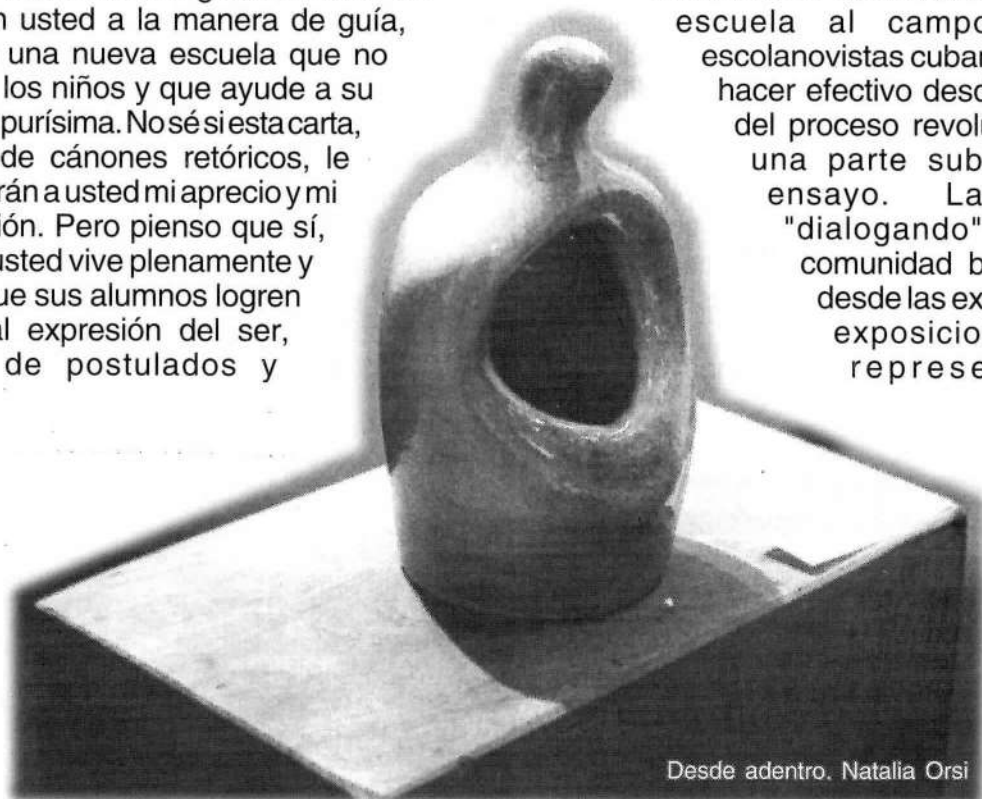 usted a la manera de guía,
una nueva escuela que no
los niños y que ayude a su
purísima. No sé si esta carta,
de cánones retóricos, le
rán a usted mi aprecio y mi
ión. Pero pienso que sí,
usted vive plenamente y
ue sus alumnos logren
al expresión del ser,
de postulados y
escuela al campo
escolanovistas cubar
hacer efectivo desd
del proceso revolu
una parte sub
ensayo. La
"dialogando"
comunidad b
desde las ex
exposicio
represe
Desde adentro. Natalia Orsi